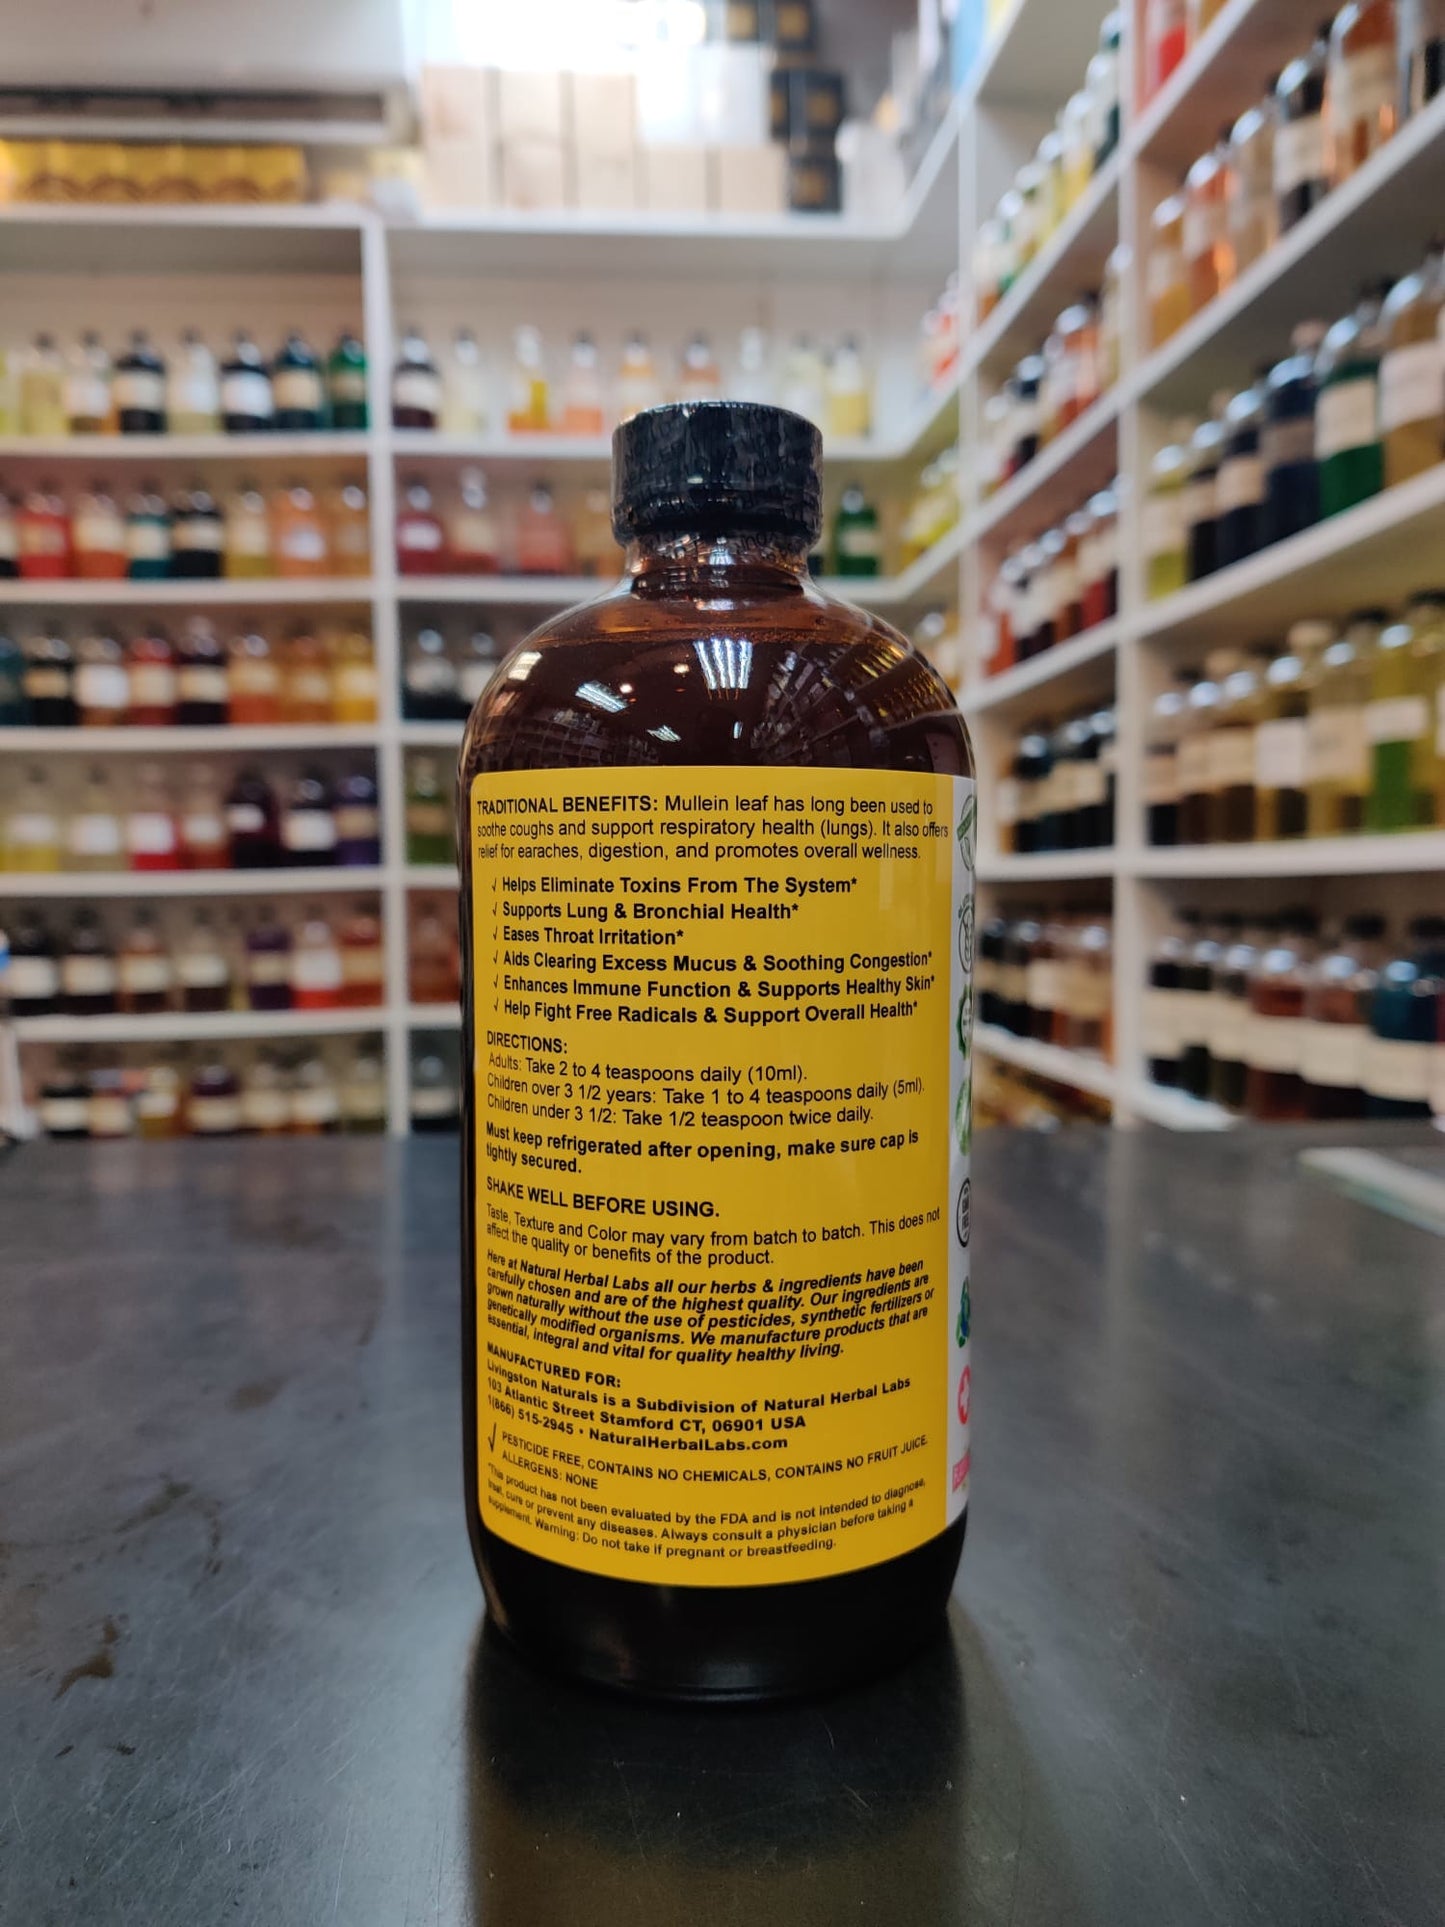 TRADITIONAL BENEFITS: Mullein leaf has long been used to
soothe coughs and support respiratory health (lungs). It also offers
relief for earaches, digestion, and promotes overall wellness.
√ Helps Eliminate Toxins From The System*
√ Supports Lung & Bronchial Health*
√ Eases Throat Irritation*
√ Aids Clearing Excess Mucus & Soothing Congestion*
√ Enhances Immune Function & Supports Healthy Skin*
√ Help Fight Free Radicals & Support Overall Health*
DIRECTIONS:
Adults: Take 2 to 4 teaspoons daily (10ml).
Children over 3 1/2 years: Take 1 to 4 teaspoons daily (5ml).
Children under 3 1/2: Take 1/2 teaspoon twice daily.
Must keep refrigerated after opening, make sure cap is
tightly secured.
SHAKE WELL BEFORE USING.
Taste, Texture and Color may vary from batch to batch. This does not
affect the quality or benefits of the product.
Here at Natural Herbal Labs all our herbs & ingredients have been
carefully chosen and are of the highest quality. Our ingredients are
grown naturally without the use of pesticides, synthetic fertilizers or
genetically modified organisms. We manufacture products that are
essential, integral and vital for quality healthy living.
MANUFACTURED FOR:
Livingston Naturals is a Subdivision of Natural Herbal Labs
103 Atlantic Street Stamford CT, 06901 USA
1(866) 515-2945 • NaturalHerbalLabs.com
√ PESTICIDE FREE, CONTAINS NO CHEMICALS, CONTAINS NO FRUIT JUICE.
ALLERGENS: NONE
*This product has not been evaluated by the FDA and is not intended to diagnose,
treat, cure or prevent any diseases. Always consult a physician before taking a
supplement. Warning: Do not take if pregnant or breastfeeding.